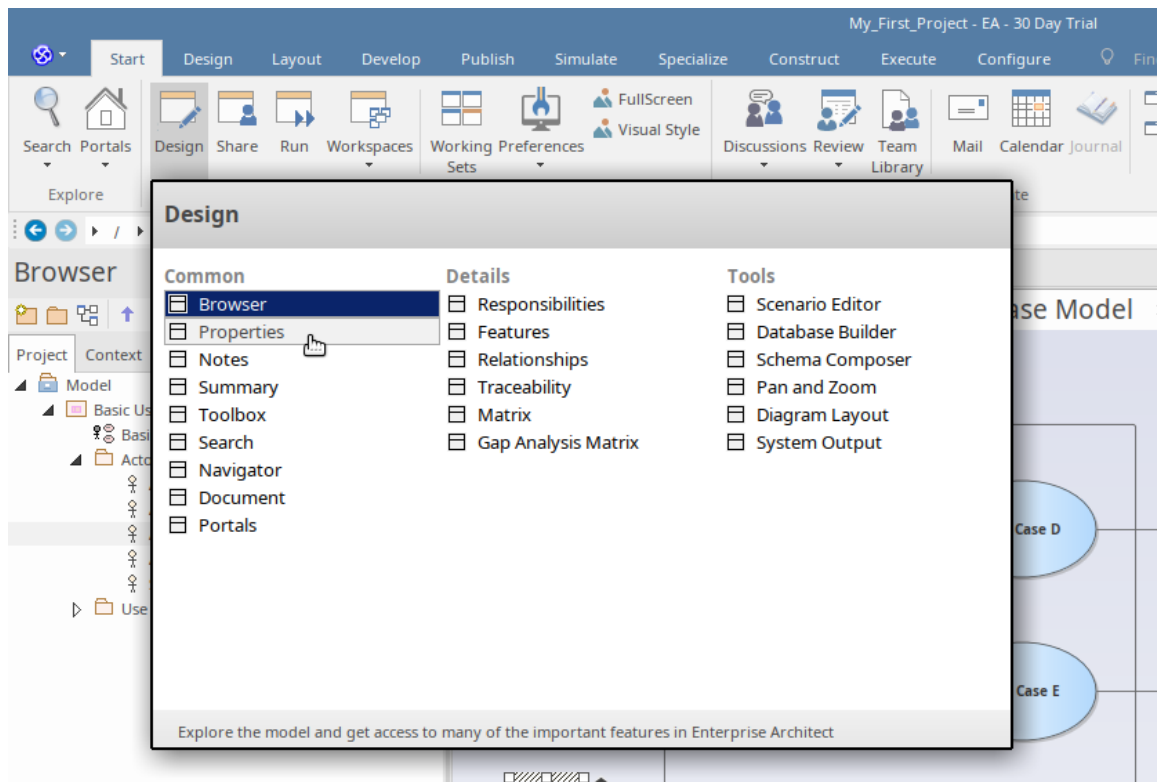 My_First_Project - EA - 30 Day Trial
Start Design Layout Develop Publish Simulate Specialize Construct Execute Configure
FullScreen
Visual Style
Search Portals Design Share Run Workspaces Working Sets Preferences Discussions Review Team Library Mail Calendar Journal
Explore
/
Design
Browser
Common Details Tools
Browser Responsibilities Scenario Editor
Properties Features Database Builder
Notes Relationships Schema Composer
Summary Traceability Pan and Zoom
Toolbox Matrix Diagram Layout
Search Gap Analysis Matrix System Output
Navigator
Document
Portals
Project Context
Model
Basic
Use
Model
Case D
Case E
Explore the model and get access to many of the important features in Enterprise Architect